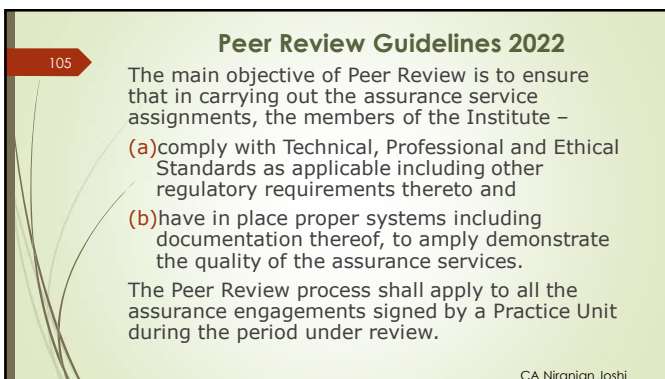 Peer Review Guidelines 2022
105
The main objective of Peer Review is to ensure
that in carrying out the assurance service
assignments, the members of the Institute –
(a)comply with Technical, Professional and Ethical
Standards as applicable including other
regulatory requirements thereto and
(b)have in place proper systems including
documentation thereof, to amply demonstrate
the quality of the assurance services.
The Peer Review process shall apply to all the
assurance engagements signed by a Practice Unit
during the period under review.
CA Niranjan Joshi